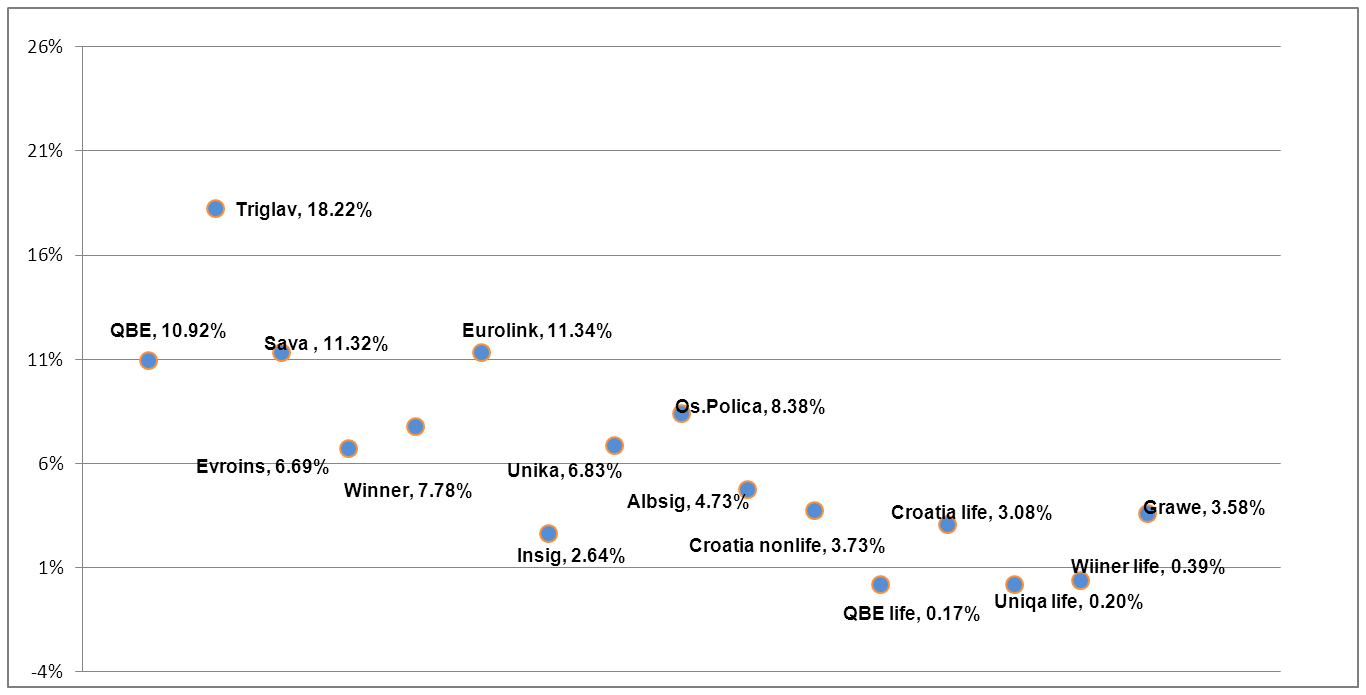 26%
21%
Triglav, 18.22%
16%
QBE, 10.92%
Eurolink, 11.34%
Sava , 11.32%
11%
Os.Polica, 8.38%
Evroins, 6.69%
6%
Unika, 6.83%
Winner, 7.78%
Albsig, 4.73%
Grawe, 3.58%
Croatia life, 3.08%
Croatia nonlife, 3.73%
Insig, 2.64%
1%
Wiiner life, 0.39%
Uniqa life, 0.20%
QBE life, 0.17%
-4%